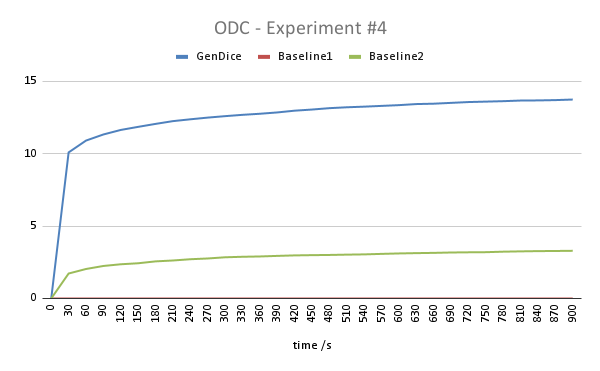 ODC - Experiment #4
GenDice Baseline1 Baseline2
15
10
5
0
0 30 60 90 120 150 180 210 240 270 300 330 360 390 420 450 480 510 540 570 600 630 660 690 720 750 780 810 840 870 900
time /s